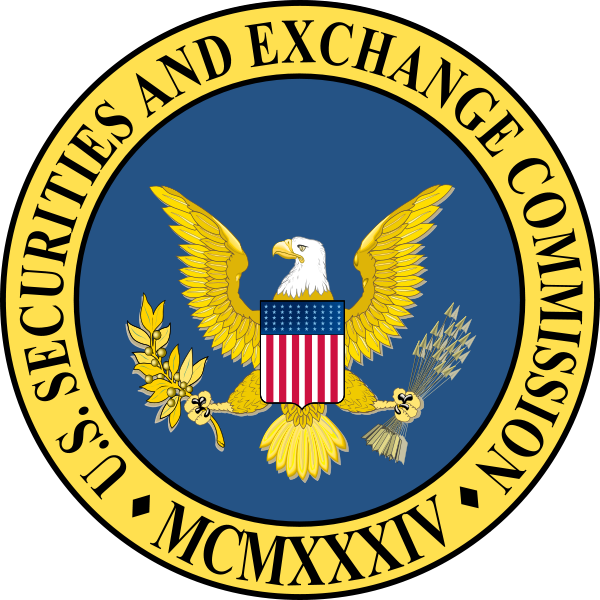 U.S. SECURITIES AND EXCHANGE COMMISSION
MCMXXXIV